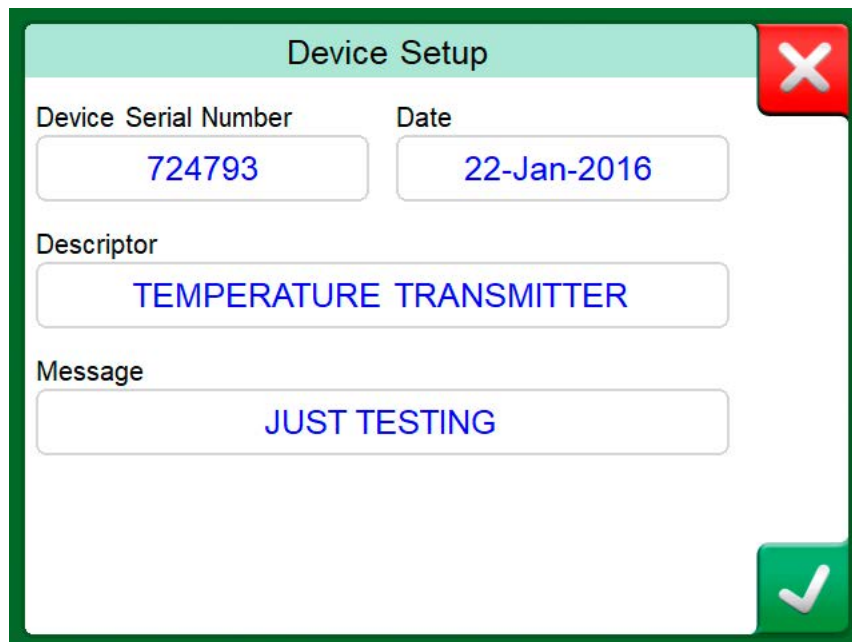 Device Setup
Device Serial Number Date
724793 22-Jan-2016
Descriptor
TEMPERATURE TRANSMITTER
Message
JUST TESTING